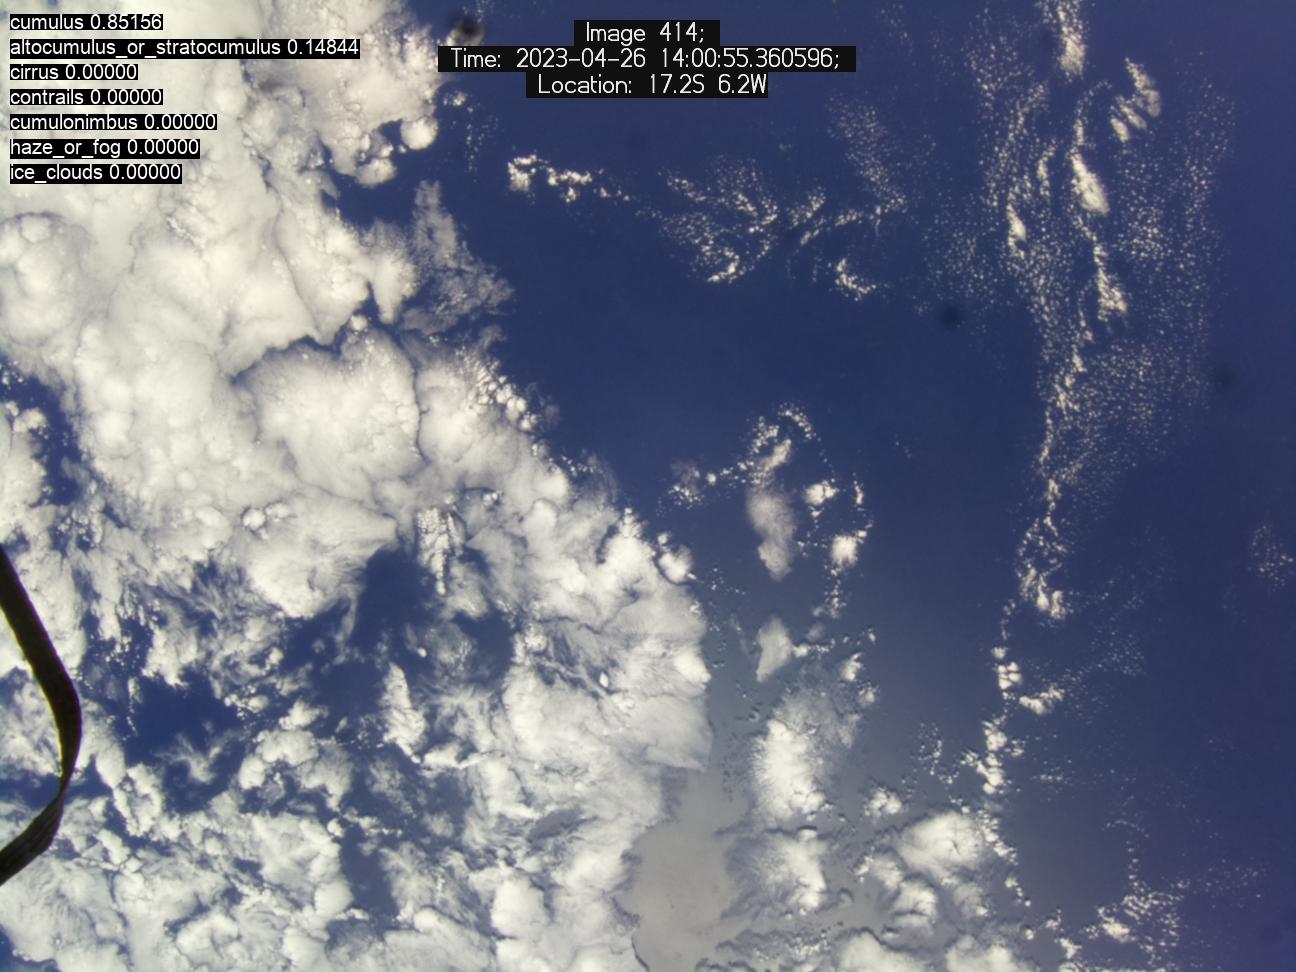 cumulus 0.85156
altocumulus_or_stratocumulus 0.14844
cirrus 0.00000
contrails 0.00000
cumulonimbus 0.00000
haze_or_fog 0.00000
ice_clouds 0.00000
Image 414;
Time: 2023-04-26 14:00:55.360596;
Location: 17.2S 6.2W